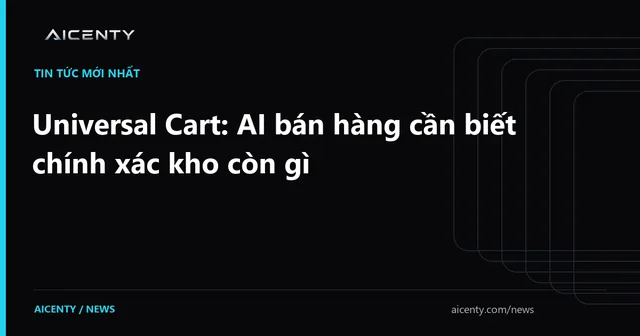 AICENTY
TIN TỨC MỚI NHẤT
Universal Cart: AI bán hàng cần biết
chính xác kho còn gì
AICENTY / NEWS
aicenty.com/news